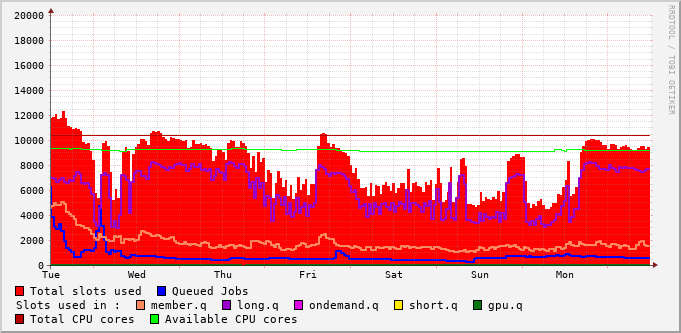 RRDTOOL / TOBI OETIKER
20000
18000
16000
14000
12000
10000
8000
6000
4000
2000
0
Tue Wed Thu Fri Sat Sun Mon
Total slots used Queued Jobs
Slots used in : member.q long.q ondemand.q short.q gpu.q
Total CPU cores Available CPU cores